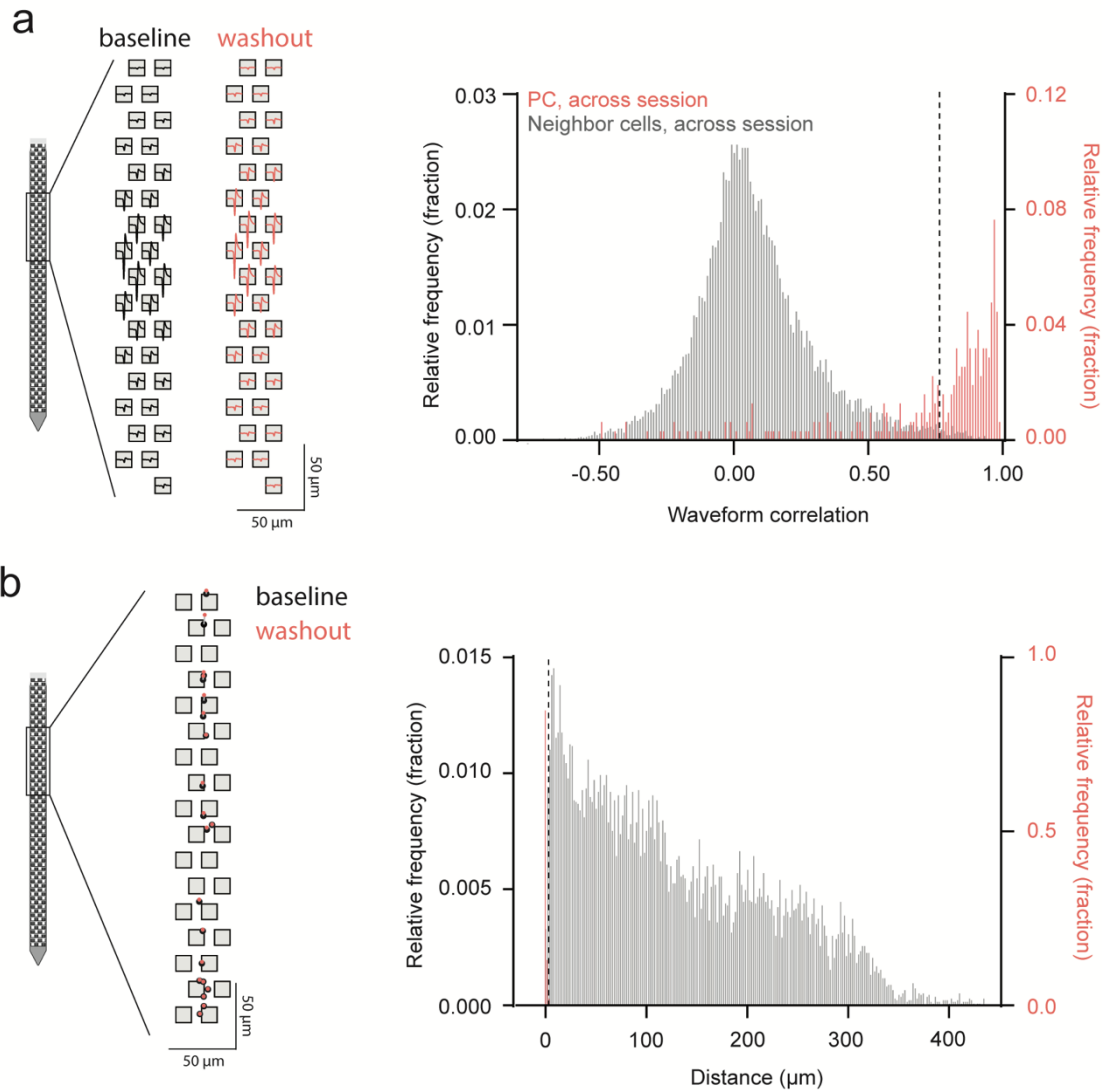 a
baseline washout
50 µm
50 µm
PC, across session
Neighbor cells, across session
0.03
0.02
0.01
0.00
Relative frequency (fraction)
0.12
0.08
0.04
0.00
Relative frequency (fraction)
-0.50 0.00 0.50 1.00
Waveform correlation
b
baseline
washout
50 µm
50 µm
0.015
0.010
0.005
0.000
Relative frequency (fraction)
1.0
0.5
0.0
Relative frequency (fraction)
0 100 200 300 400
Distance (µm)